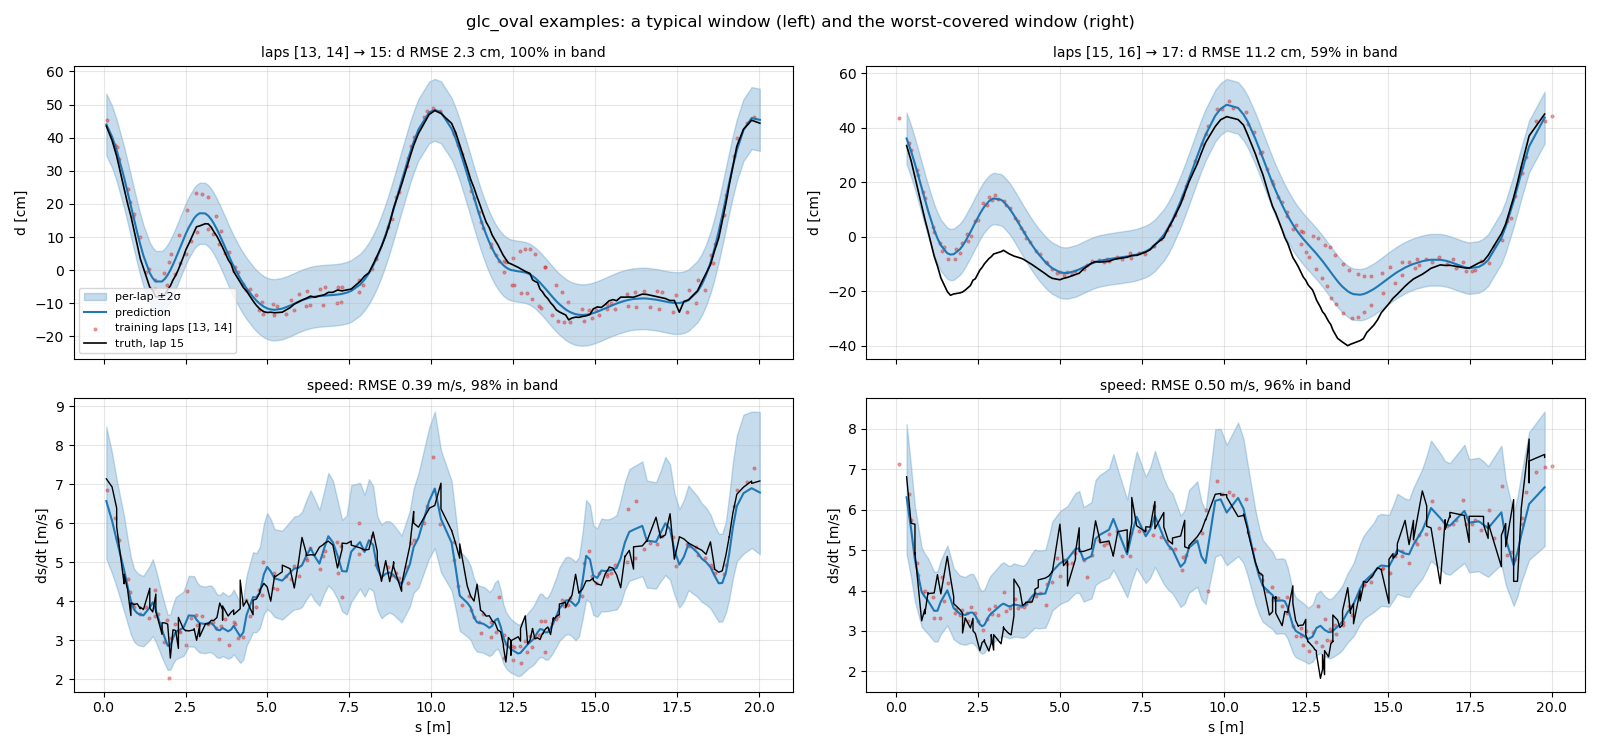 glc_oval examples: a typical window (left) and the worst-covered window (right)
laps [13, 14] → 15: d RMSE 2.3 cm, 100% in band
d [cm]
60
50
40
30
20
10
0
−10
−20
per-lap ±2σ
prediction
training laps [13, 14]
truth, lap 15
laps [15, 16] → 17: d RMSE 11.2 cm, 59% in band
d [cm]
60
40
20
0
−20
−40
speed: RMSE 0.39 m/s, 98% in band
ds/dt [m/s]
9
8
7
6
5
4
3
2
0.0 2.5 5.0 7.5 10.0 12.5 15.0 17.5 20.0
s [m]
speed: RMSE 0.50 m/s, 96% in band
ds/dt [m/s]
8
7
6
5
4
3
2
0.0 2.5 5.0 7.5 10.0 12.5 15.0 17.5 20.0
s [m]